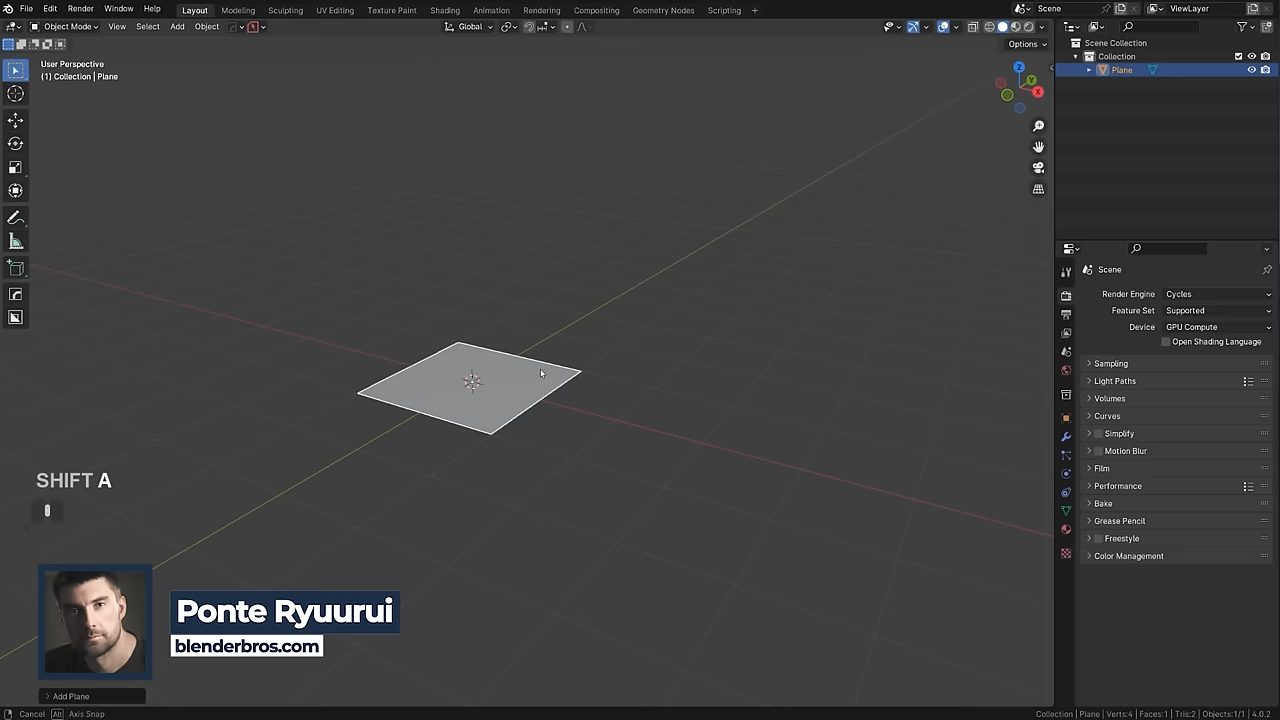 File Edit Render Window Help Layout Modeling Sculpting UV Editing Texture Paint Shading Animation Rendering Compositing Geometry Nodes Scripting + Scene ViewLayer
Object Mode View Select Add Object Global
Options
User Perspective
(1) Collection | Plane
Z
Y
X
Scene Collection
Collection
Plane
Scene
Render Engine Cycles
Feature Set Supported
Device GPU Compute
Open Shading Language
Sampling
Light Paths
Volumes
Curves
Simplify
Motion Blur
Film
Performance
Bake
Grease Pencil
Freestyle
Color Management
SHIFT A
Ponte Ryuurui
blenderbros.com
Add Plane
Cancel Alt Axis Snap
Collection | Plane | Verts:4 | Faces:1 | Tris:2 | Objects:1/1 | 4.0.2